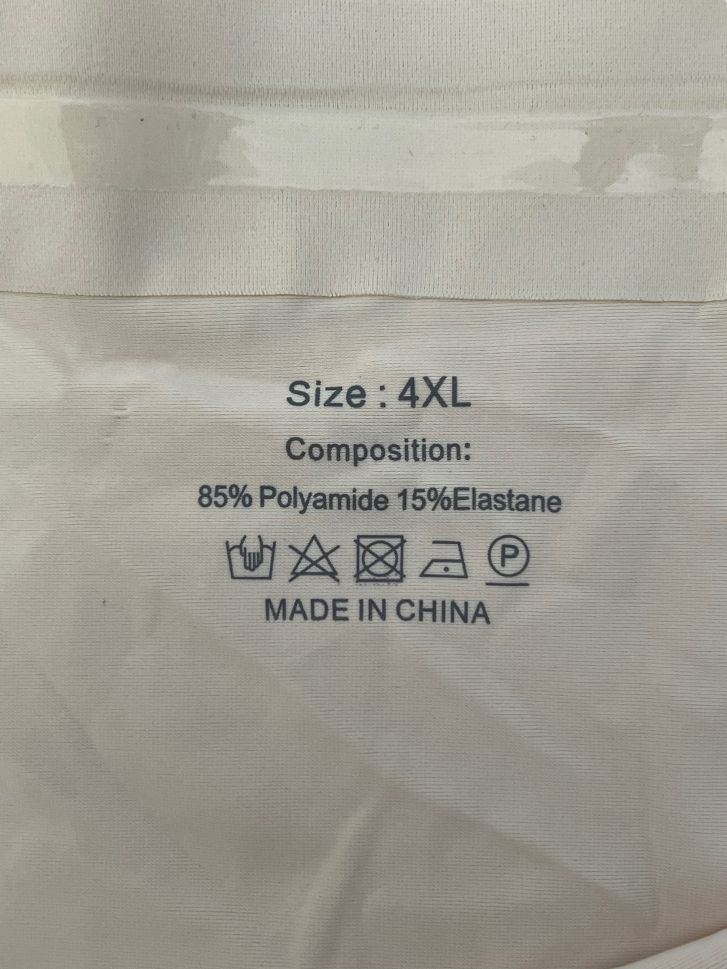 Size : 4XL
Composition:
85% Polyamide 15%Elastane
P
MADE IN CHINA